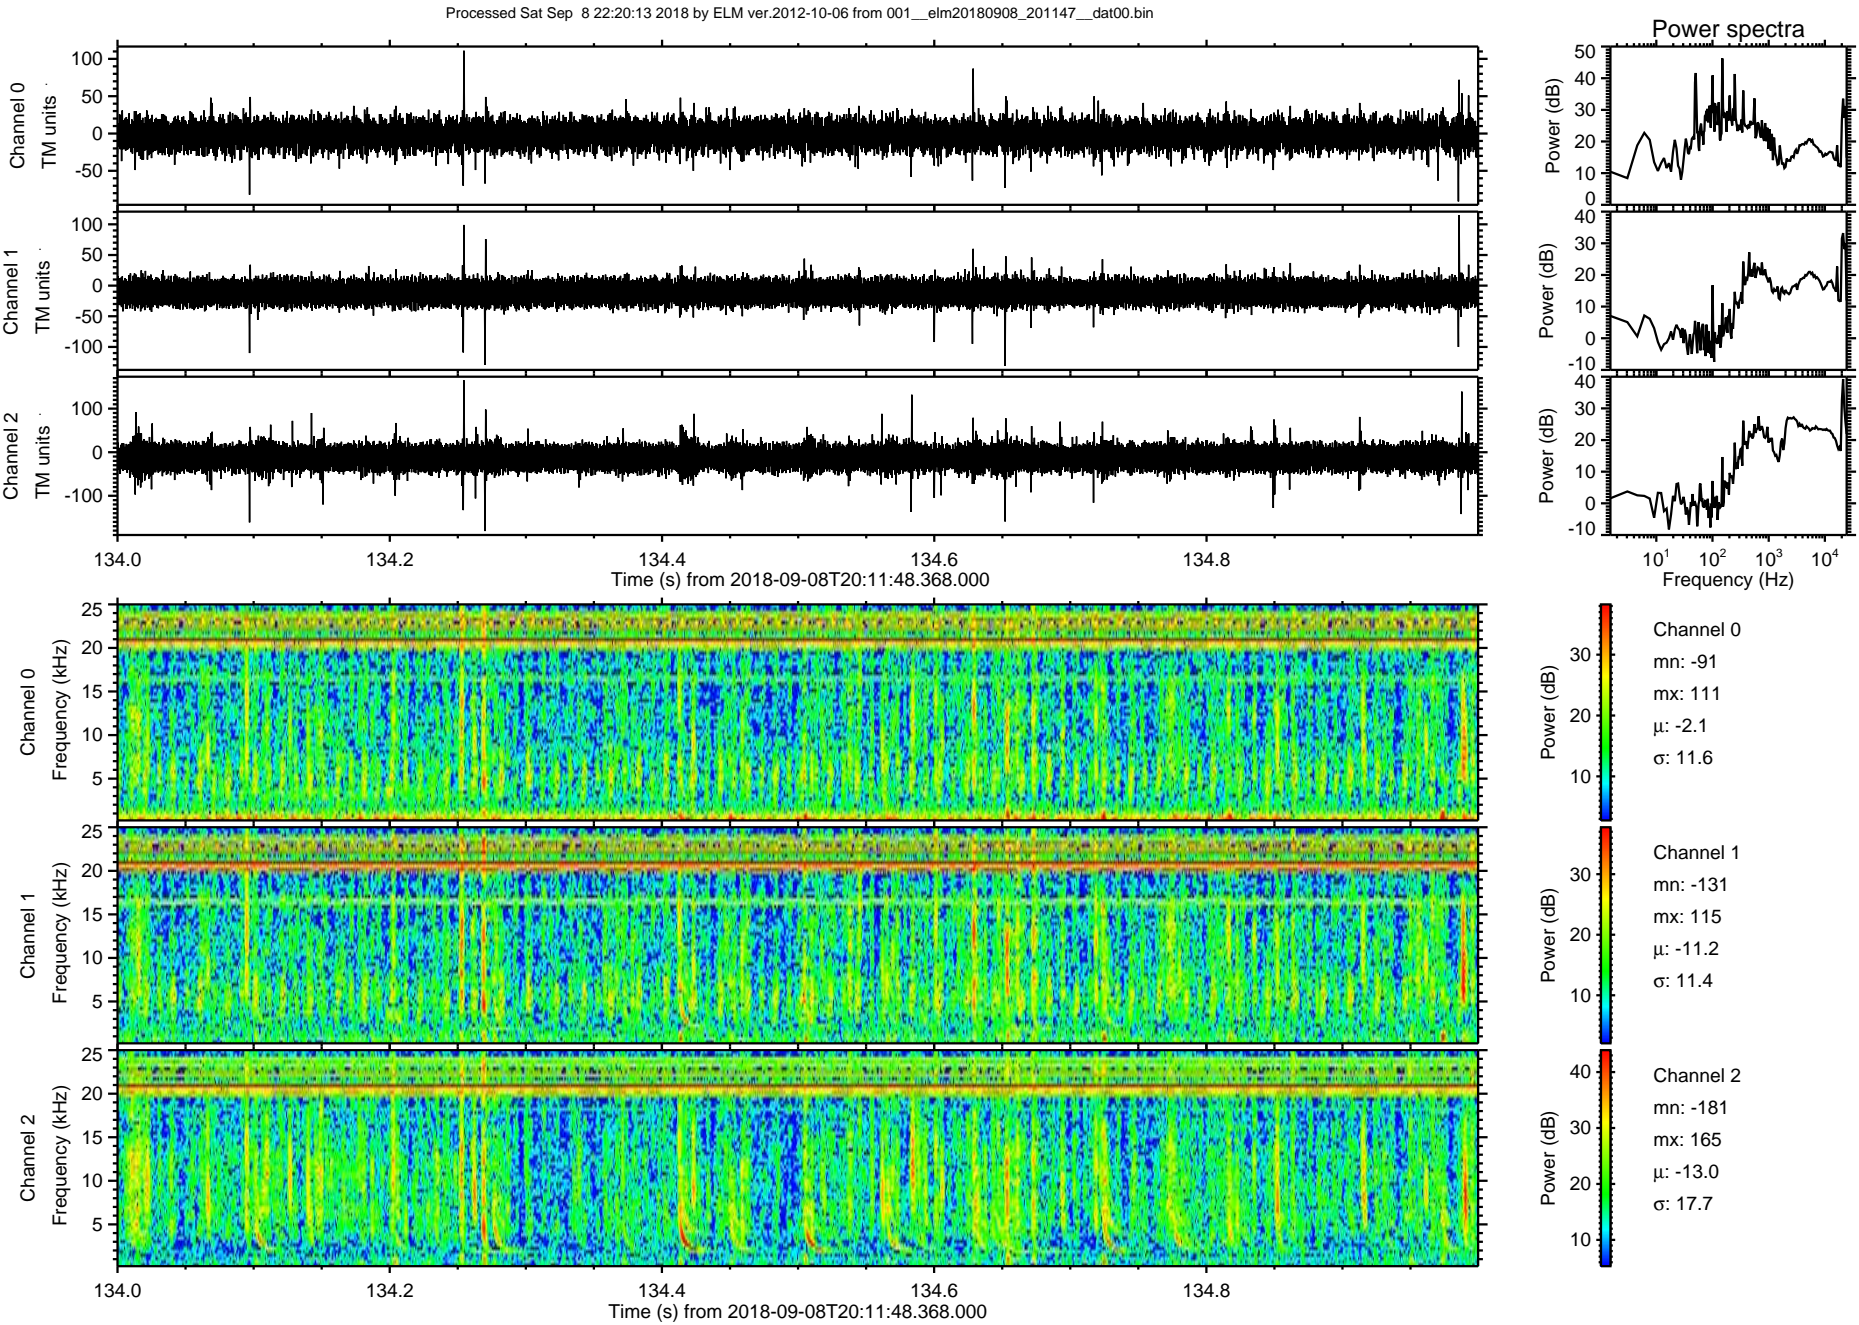 Processed Sat Sep  8 22:20:13 2018 by ELM ver.2012-10-06 from 001__elm20180908_201147__dat00.bin
Power spectra
Channel 0
TM units
100
50
0
-50
Power (dB)
50
40
30
20
10
0
Channel 1
TM units
100
50
0
-50
-100
Power (dB)
40
30
20
10
0
-10
Channel 2
TM units
100
0
-100
Power (dB)
40
30
20
10
0
-10
134.0 134.2 134.4 134.6 134.8
Time (s) from 2018-09-08T20:11:48.368.000
10¹ 10² 10³ 10⁴
Frequency (Hz)
Channel 0
Frequency (kHz)
25
20
15
10
5
Power (dB)
30
20
10
Channel 0
mn: -91
mx: 111
μ: -2.1
σ: 11.6
Channel 1
Frequency (kHz)
25
20
15
10
5
Power (dB)
30
20
10
Channel 1
mn: -131
mx: 115
μ: -11.2
σ: 11.4
Channel 2
Frequency (kHz)
25
20
15
10
5
Power (dB)
40
30
20
10
Channel 2
mn: -181
mx: 165
μ: -13.0
σ: 17.7
134.0 134.2 134.4 134.6 134.8
Time (s) from 2018-09-08T20:11:48.368.000